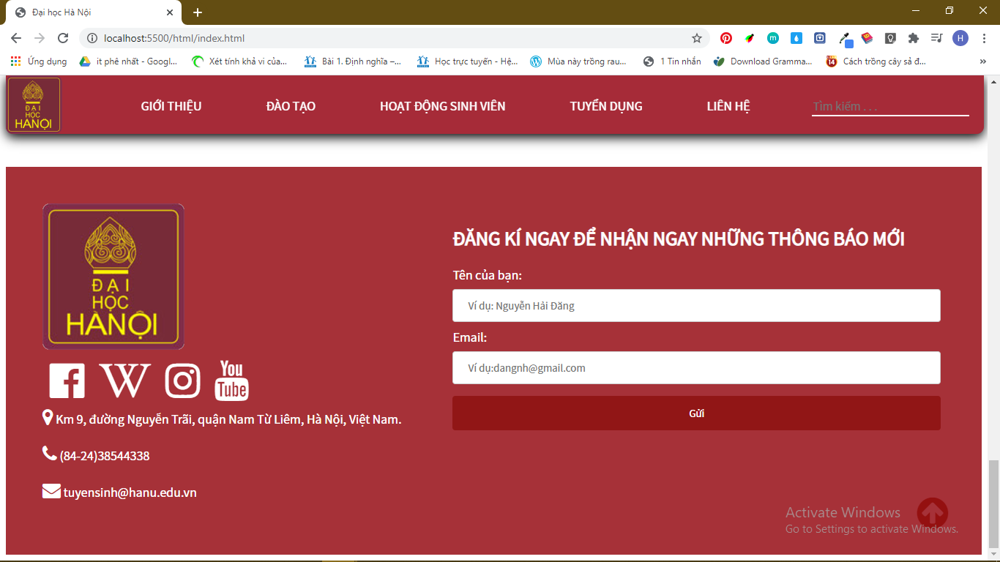 Đại học Hà Nội
localhost:5500/html/index.html
H
Ứng dụng
it phê nhất - Googl...
Xét tính khả vi của...
Bài 1. Định nghĩa –...
Học trực tuyến - Hệ...
Mùa này trồng rau...
1 Tin nhắn
Download Gramma...
14
Cách trồng cây sả đ...
»
ĐẠI
HỌC
HÀNỘI
GIỚI THIỆU
ĐÀO TẠO
HOẠT ĐỘNG SINH VIÊN
TUYỂN DỤNG
LIÊN HỆ
Tìm kiếm . . .
ĐẠI
HỌC
HÀNỘI
You
Tube
Km 9, đường Nguyễn Trãi, quận Nam Từ Liêm, Hà Nội, Việt Nam.
(84-24)38544338
tuyensinh@hanu.edu.vn
ĐĂNG KÍ NGAY ĐỂ NHẬN NGAY NHỮNG THÔNG BÁO MỚI
Tên của bạn:
Ví dụ: Nguyễn Hải Đăng
Email:
Ví dụ:dangnh@gmail.com
Gửi
Activate Windows
Go to Settings to activate Windows.